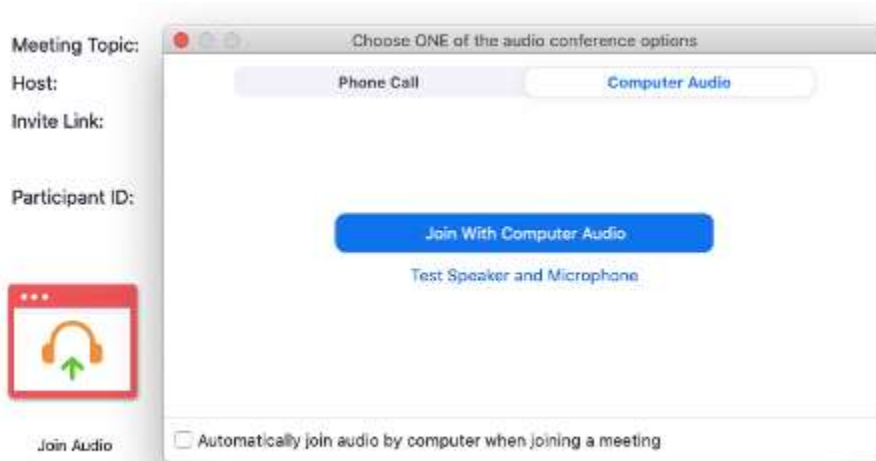 Choose ONE of the audio conference options
Meeting Topic:
Host:
Invite Link:
Participant ID:
Phone Call
Computer Audio
Join With Computer Audio
Test Speaker and Microphone
Join Audio
Automatically join audio by computer when joining a meeting